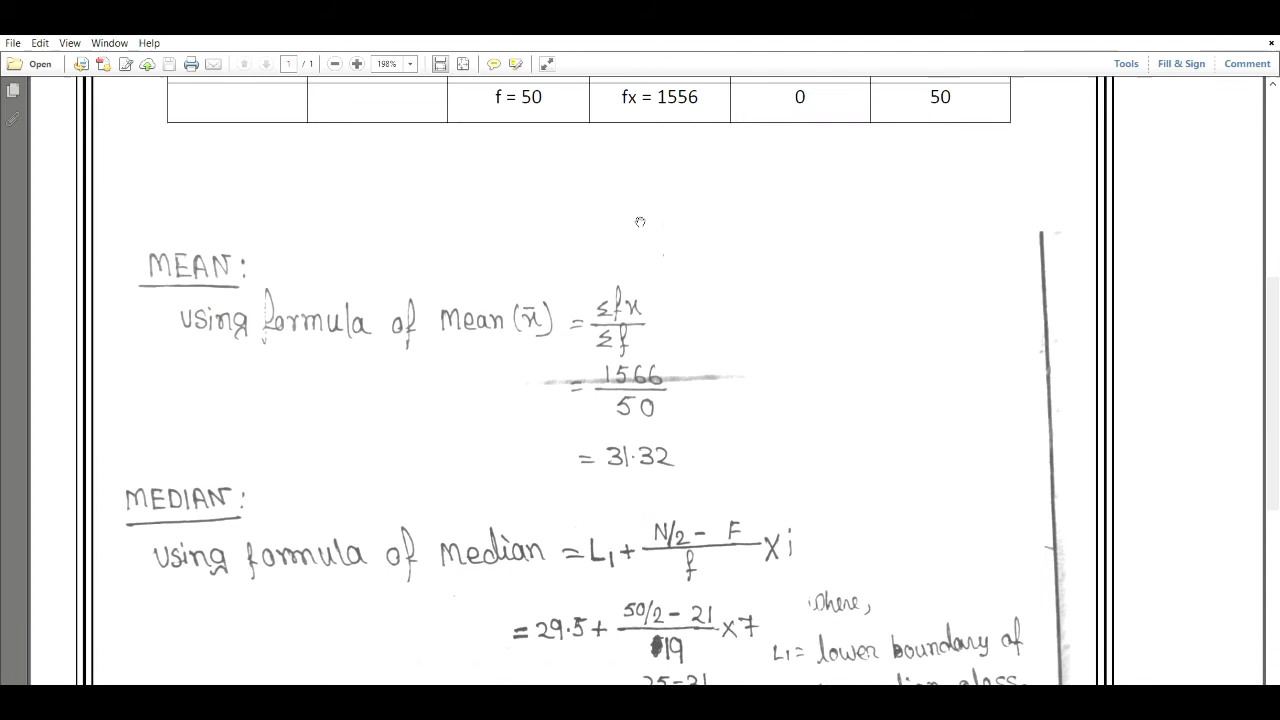 File Edit View Window Help ×
Open 1 / 1 198% Tools Fill & Sign Comment
f = 50 fx = 1556 0 50
MEAN:
using formula of Mean (x̄) = Σfx / Σf
= 1566 / 50
= 31.32
MEDIAN:
using formula of median = L₁ + N/2 - F / f × i
= 29.5 + 50/2 - 21 / 19 × 7
where,
L₁ = lower boundary of